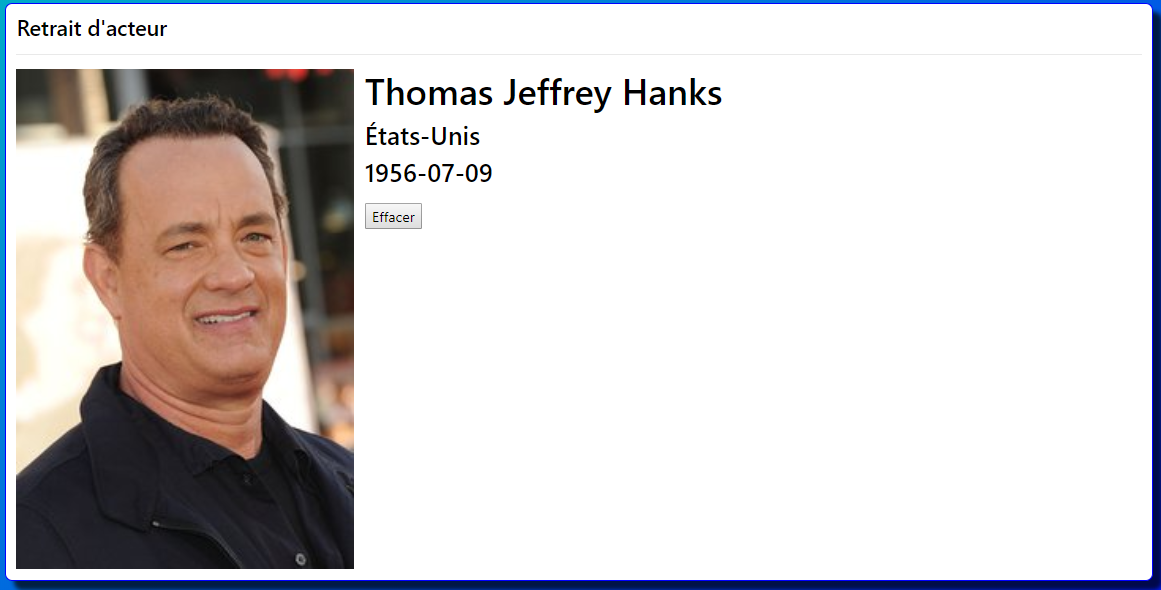 Retrait d'acteur
Thomas Jeffrey Hanks
États-Unis
1956-07-09
Effacer